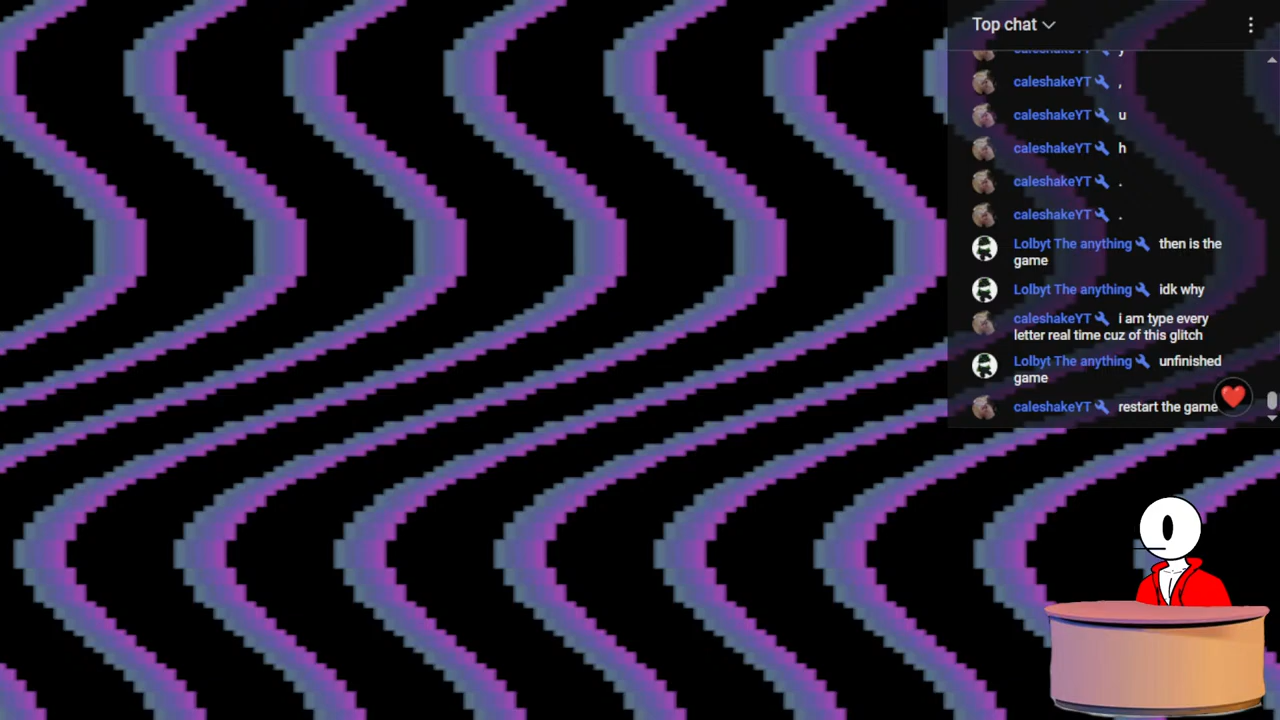 Top chat
caleshakeYT y
caleshakeYT ,
caleshakeYT u
caleshakeYT h
caleshakeYT .
caleshakeYT .
Lolbyt The anything then is the
game
Lolbyt The anything idk why
caleshakeYT i am type every
letter real time cuz of this glitch
Lolbyt The anything unfinished
game
caleshakeYT restart the game